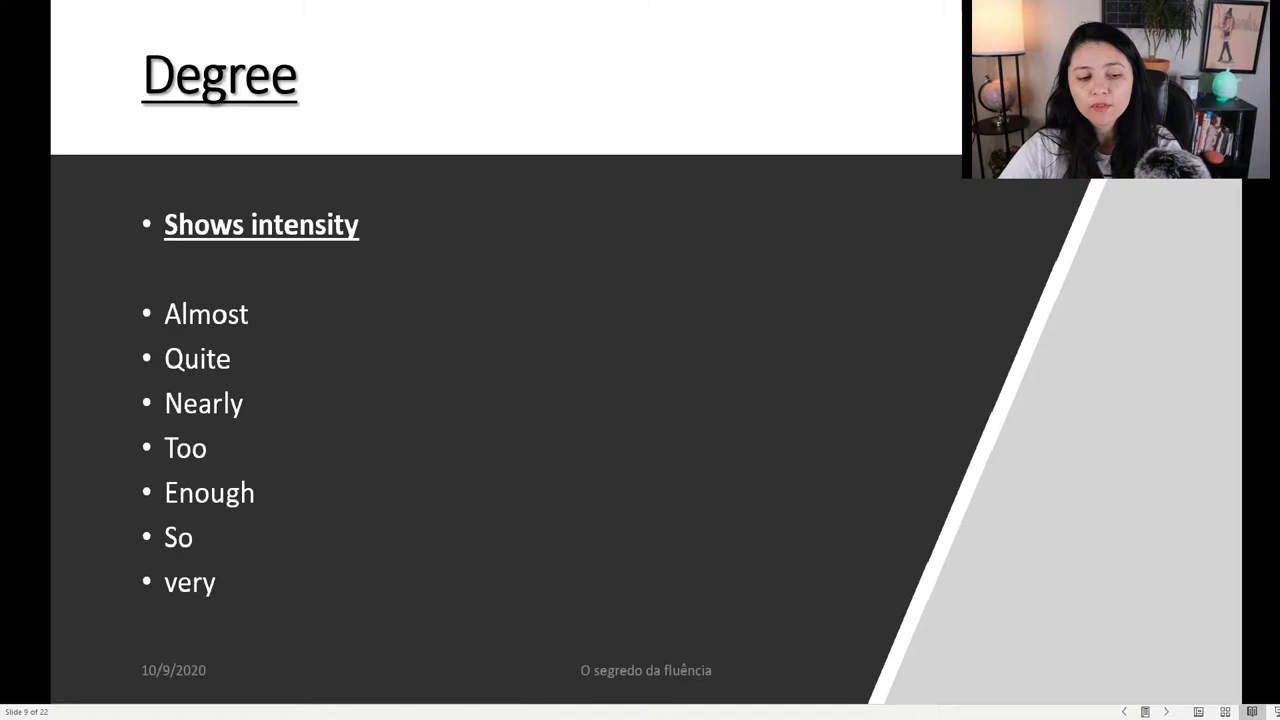 Degree
Shows intensity
Almost
Quite
Nearly
Too
Enough
So
very
10/9/2020
O segredo da fluência
Slide 9 of 22